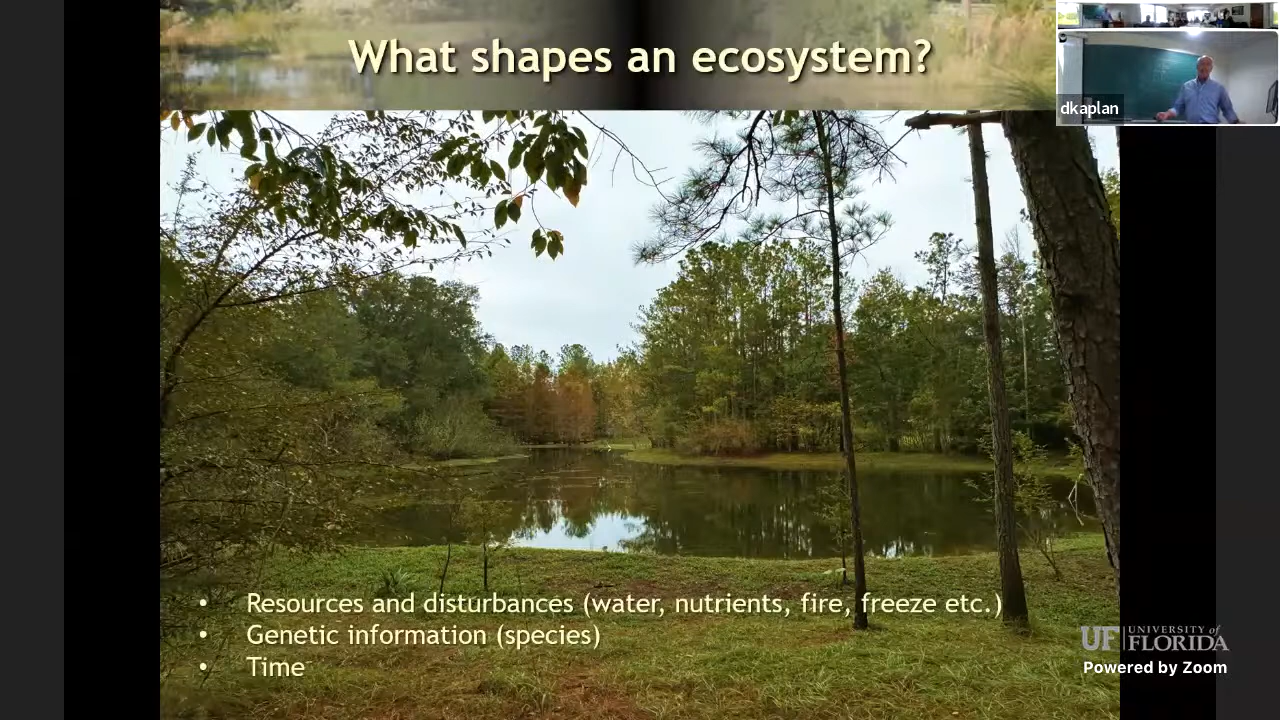 What shapes an ecosystem?
dkaplan
• Resources and disturbances (water, nutrients, fire, freeze etc.)
• Genetic information (species)
• Time
UF UNIVERSITY of FLORIDA
Powered by Zoom